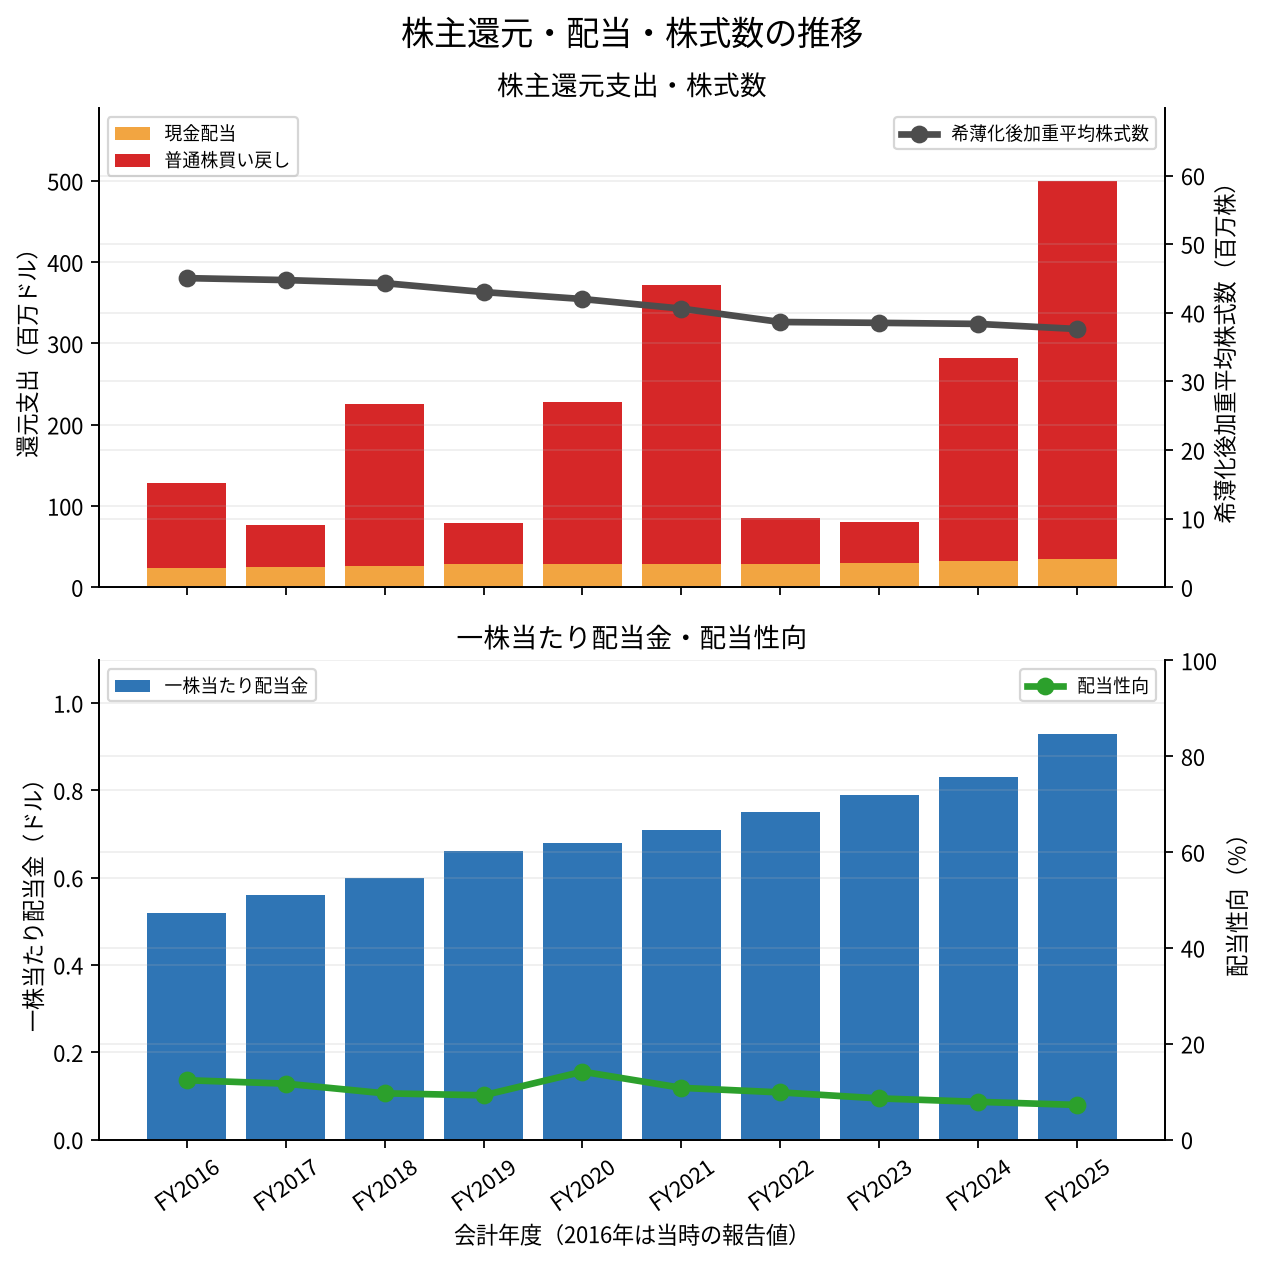 株主還元・配当・株式数の推移
株主還元支出・株式数
現金配当
普通株買い戻し
希薄化後加重平均株式数
還元支出（百万ドル）
500
400
300
200
100
0
60
50
40
30
20
10
0
希薄化後加重平均株式数（百万株）
一株当たり配当金・配当性向
一株当たり配当金
配当性向
一株当たり配当金（ドル）
1.0
0.8
0.6
0.4
0.2
0.0
100
80
60
40
20
0
配当性向（%）
FY2016 FY2017 FY2018 FY2019 FY2020 FY2021 FY2022 FY2023 FY2024 FY2025
会計年度（2016年は当時の報告値）